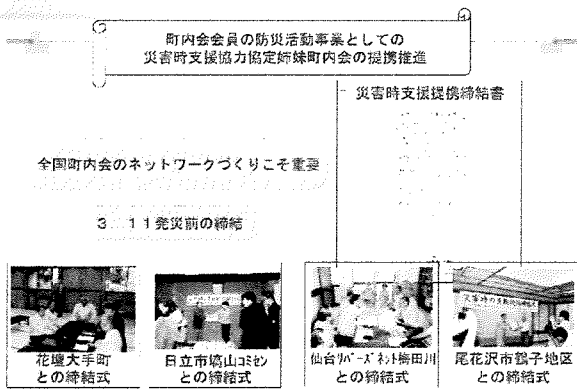 町内会会員の防災活動事業としての
災害時支援協力協定姉妹町内会の提携推進
災害時支援提携締結書
全国町内会のネットワークづくりこそ重要
3.11発災前の締結
花壇大手町
との締結式
日立市塙山コミセン
との締結式
仙台リバーズネット梅田川
との締結式
尾花沢市鶴子地区
との締結式